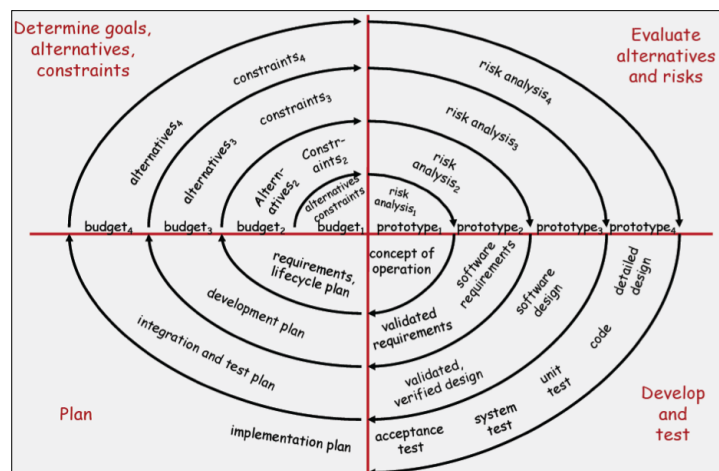 Determine goals,
alternatives,
constraints
Evaluate
alternatives
and risks
constraints₄
risk analysis₄
alternatives₄
constraints₃
risk analysis₃
alternatives₃
Constr-
aints₂
risk
analysis₂
Altern-
atives₂
alternatives
constraints
risk
analysis₁
budget₄
budget₃
budget₂
budget₁
prototype₁
prototype₂
prototype₃
prototype₄
concept of
operation
requirements,
lifecycle plan
software
requirements
detailed
design
software
design
development plan
validated
requirements
integration and test plan
code
validated,
verified design
unit
test
Plan
system
test
Develop
and
test
implementation plan
acceptance
test